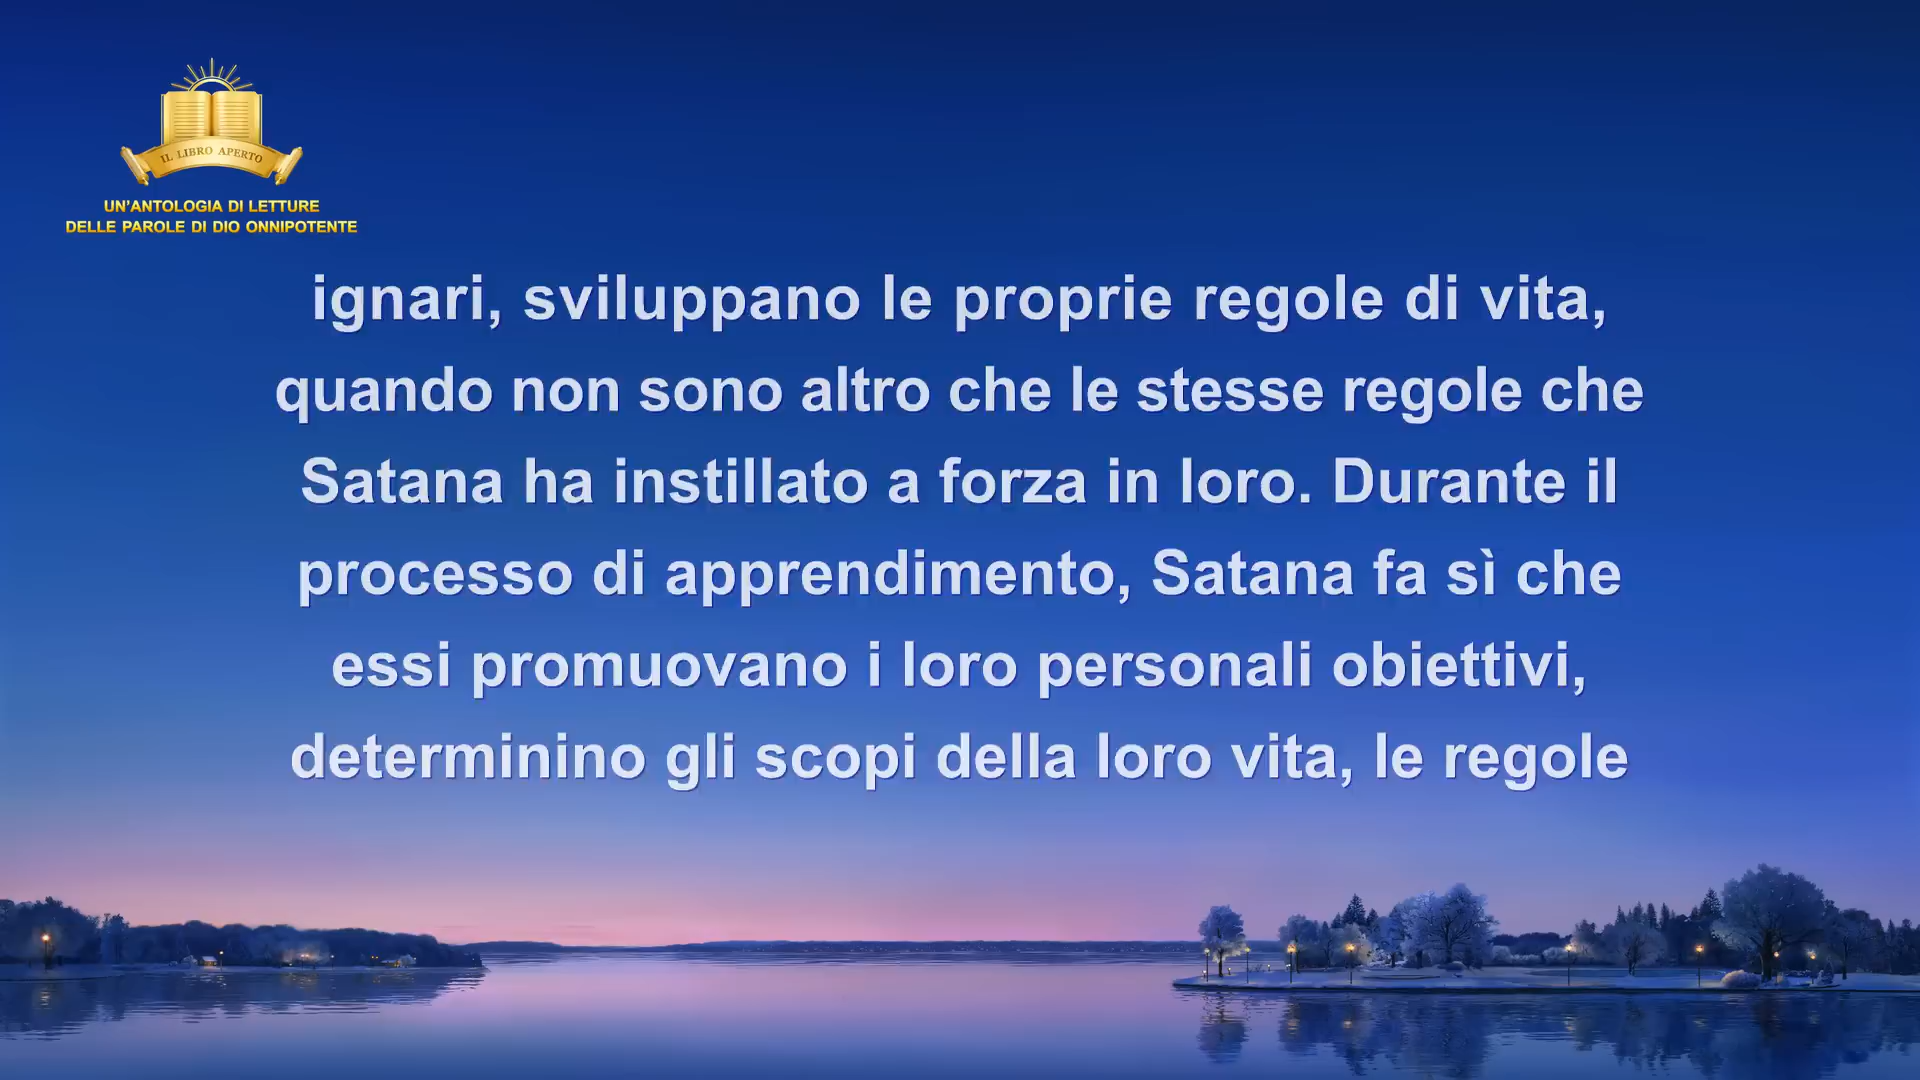 IL LIBRO APERTO
UN'ANTOLOGIA DI LETTURE
DELLE PAROLE DI DIO ONNIPOTENTE
ignari, sviluppano le proprie regole di vita,
quando non sono altro che le stesse regole che
Satana ha instillato a forza in loro. Durante il
processo di apprendimento, Satana fa sì che
essi promuovano i loro personali obiettivi,
determinino gli scopi della loro vita, le regole